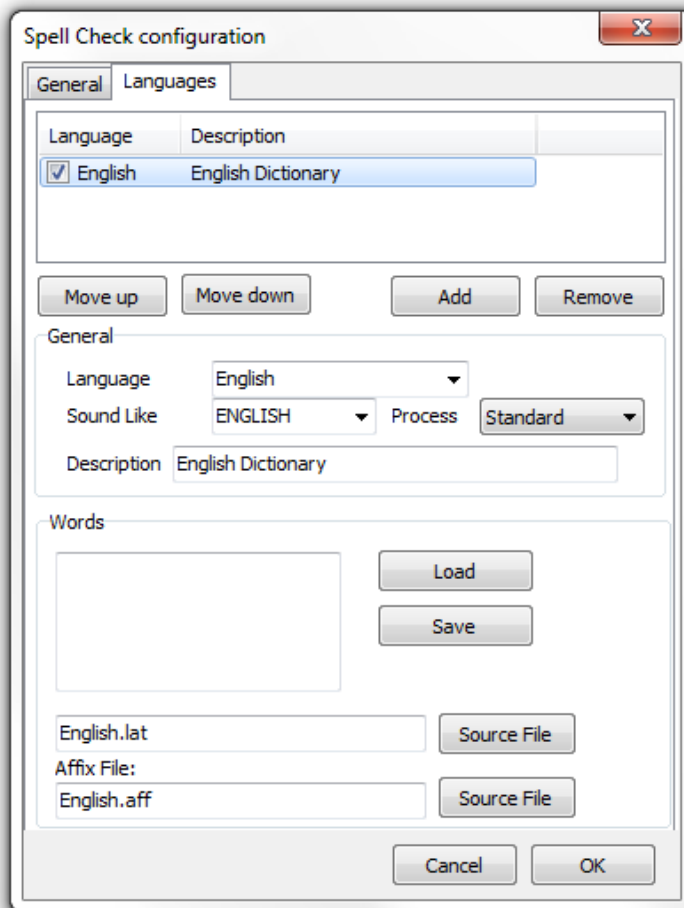 Spell Check configuration
General Languages
Language Description
English English Dictionary
Move up Move down Add Remove
General
Language English
Sound Like ENGLISH Process Standard
Description English Dictionary
Words
Load
Save
English.lat Source File
Affix File:
English.aff Source File
Cancel OK